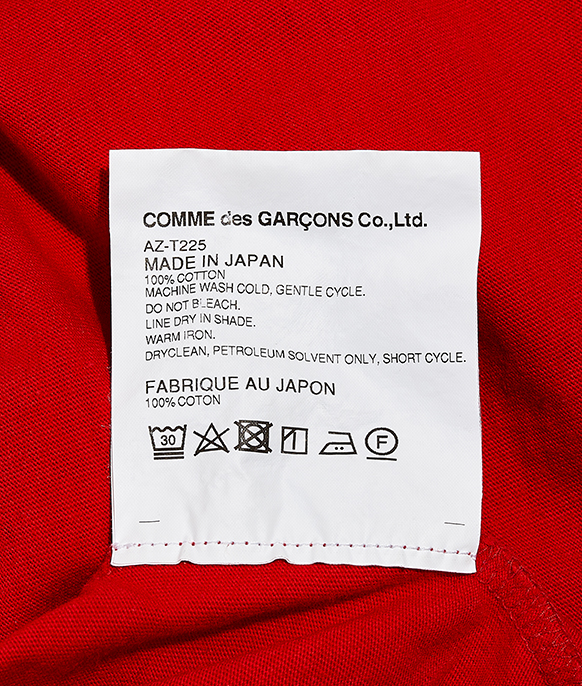 COMME des GARÇONS Co.,Ltd.
AZ-T225
MADE IN JAPAN
100% COTTON
MACHINE WASH COLD, GENTLE CYCLE.
DO NOT BLEACH.
LINE DRY IN SHADE.
WARM IRON.
DRYCLEAN, PETROLEUM SOLVENT ONLY, SHORT CYCLE.
FABRIQUE AU JAPON
100% COTON
30 F